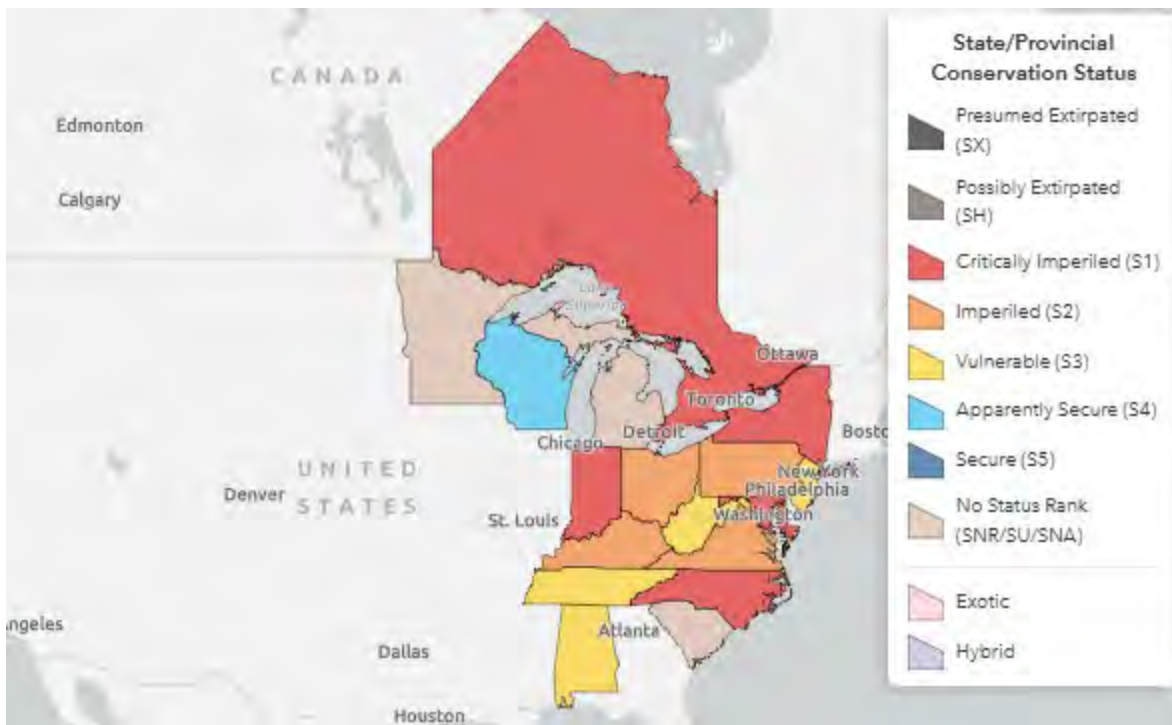 CANADA
Edmonton
Calgary
Superior
Ottawa
Toronto
Chicago
Detroit
Bosto
UNITED
STATES
Denver
New York
Philadelphia
Washington
St. Louis
Atlanta
ngeles
Dallas
Houston
State/Provincial
Conservation Status
Presumed Extirpated
(SX)
Possibly Extirpated
(SH)
Critically Imperiled (S1)
Imperiled (S2)
Vulnerable (S3)
Apparently Secure (S4)
Secure (S5)
No Status Rank
(SNR/SU/SNA)
Exotic
Hybrid